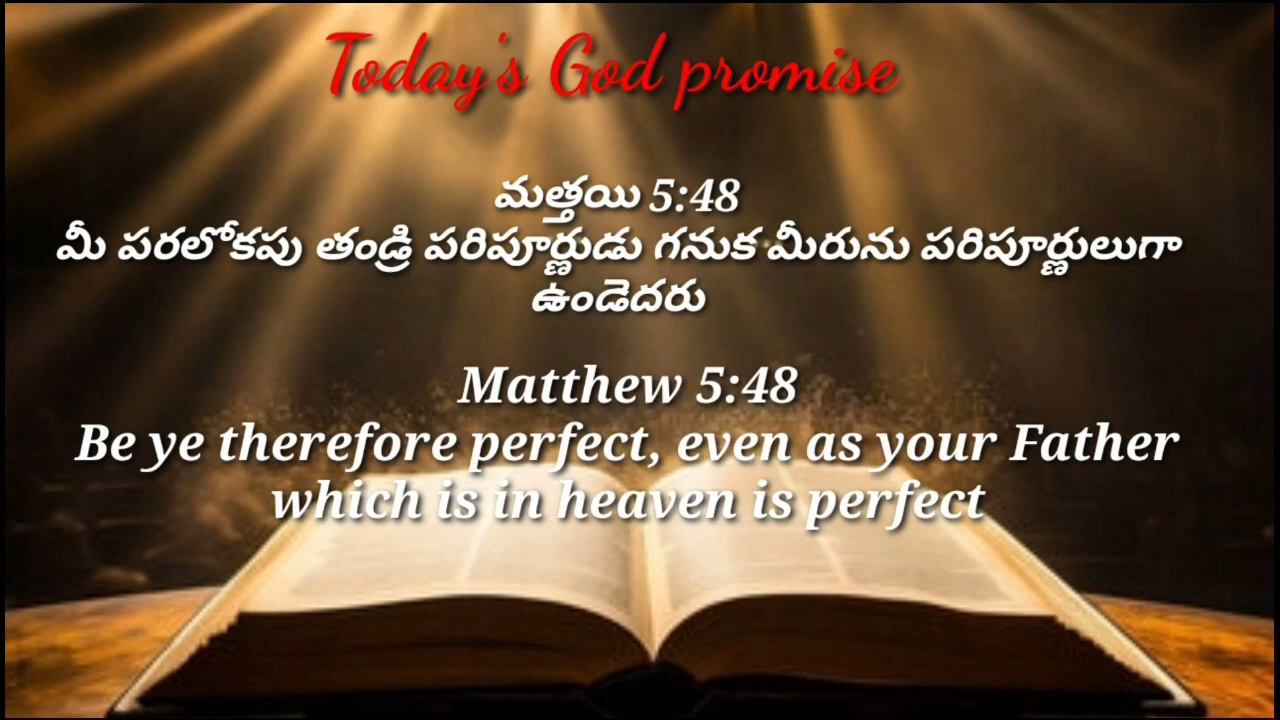 Today's God promise
మత్తయి 5:48
మీ పరలోకపు తండ్రి పరిపూర్ణుడు గనుక మీరును పరిపూర్ణులుగా
ఉండెదరు
Matthew 5:48
Be ye therefore perfect, even as your Father
which is in heaven is perfect